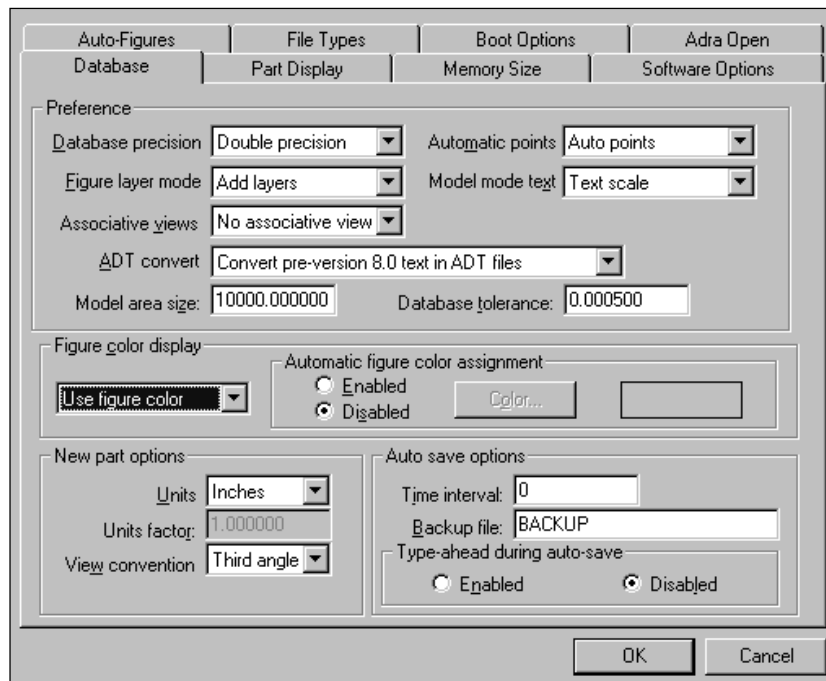 Auto-Figures File Types Boot Options Adra Open
Database Part Display Memory Size Software Options
Preference
Database precision Double precision Automatic points Auto points
Figure layer mode Add layers Model mode text Text scale
Associative views No associative view
ADT convert Convert pre-version 8.0 text in ADT files
Model area size: 10000.000000 Database tolerance: 0.000500
Figure color display
Automatic figure color assignment
Use figure color
Enabled
Disabled
Color...
New part options
Units Inches
Units factor: 1.000000
View convention Third angle
Auto save options
Time interval: 0
Backup file: BACKUP
Type-ahead during auto-save
Enabled Disabled
OK Cancel